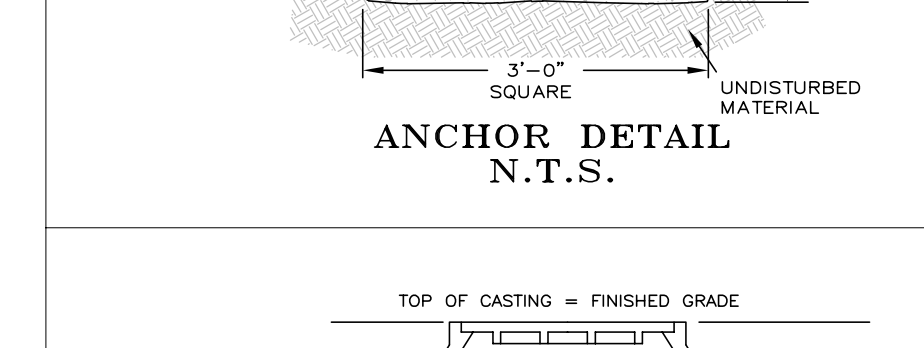 3'-0"
SQUARE
UNDISTURBED
MATERIAL
ANCHOR DETAIL
N.T.S.
TOP OF CASTING = FINISHED GRADE